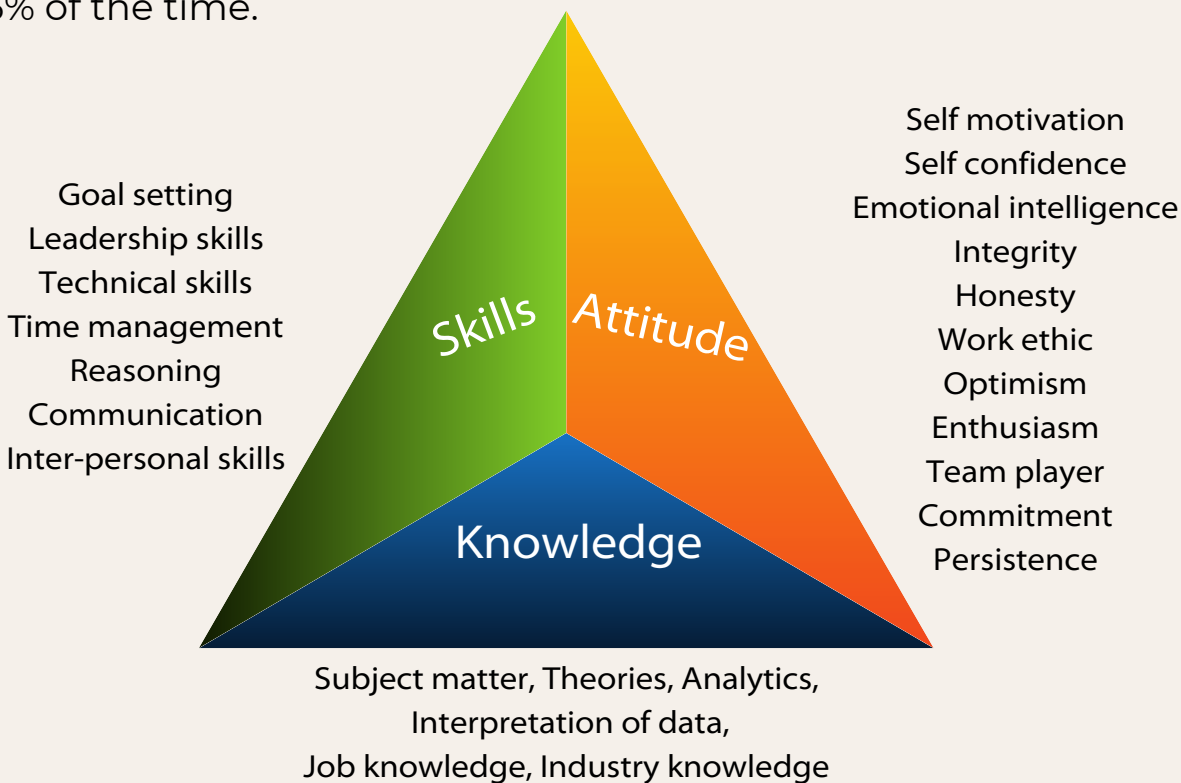 % of the time.
Goal setting
Leadership skills
Technical skills
Time management
Reasoning
Communication
Inter-personal skills
Skills
Attitude
Knowledge
Self motivation
Self confidence
Emotional intelligence
Integrity
Honesty
Work ethic
Optimism
Enthusiasm
Team player
Commitment
Persistence
Subject matter, Theories, Analytics,
Interpretation of data,
Job knowledge, Industry knowledge